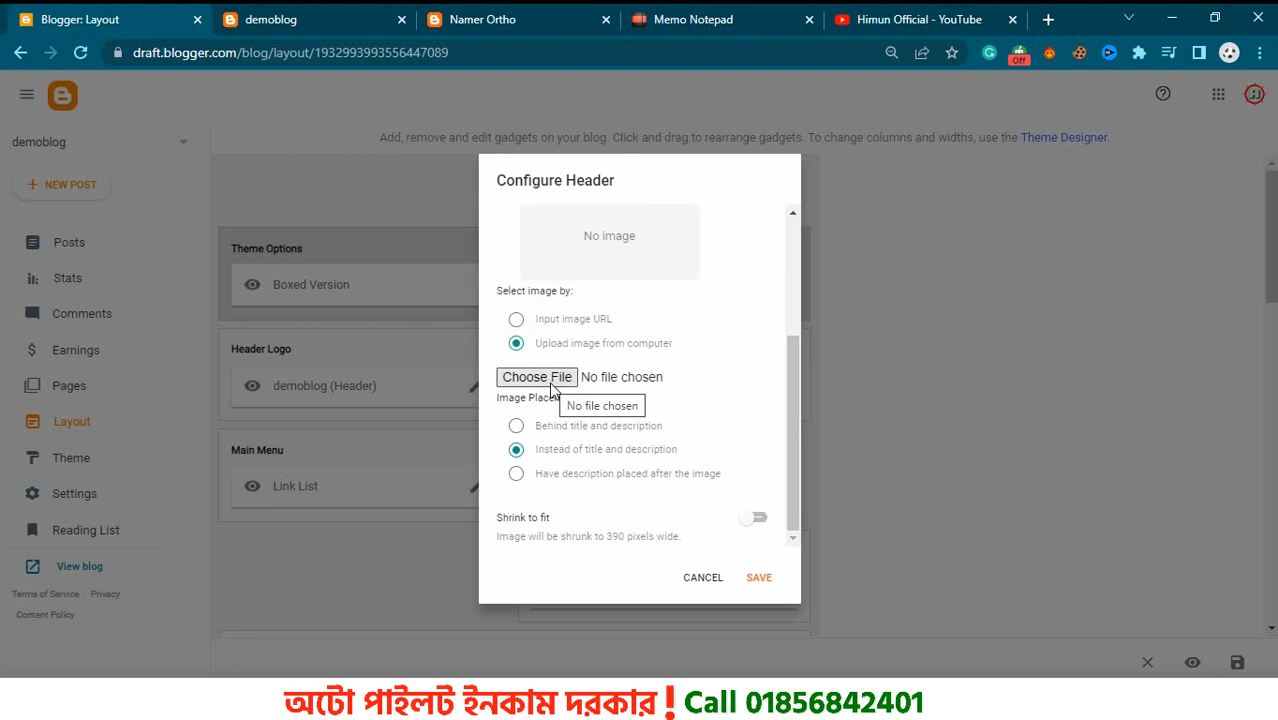 Blogger: Layout
demoblog
Namer Ortho
Memo Notepad
Himun Official - YouTube
draft.blogger.com/blog/layout/1932993993556447089
Off
demoblog
Add, remove and edit gadgets on your blog. Click and drag to rearrange gadgets. To change columns and widths, use the Theme Designer.
NEW POST
Posts
Stats
Comments
Earnings
Pages
Layout
Theme
Settings
Reading List
View blog
Terms of Service Privacy
Content Policy
Theme Options
Boxed Version
Header Logo
demoblog (Header)
Main Menu
Link List
Configure Header
No image
Select image by:
Input image URL
Upload image from computer
Choose File No file chosen
Image Place
No file chosen
Behind title and description
Instead of title and description
Have description placed after the image
Shrink to fit
Image will be shrunk to 390 pixels wide.
CANCEL SAVE
অটো পাইলট ইনকাম দরকার ! Call 01856842401